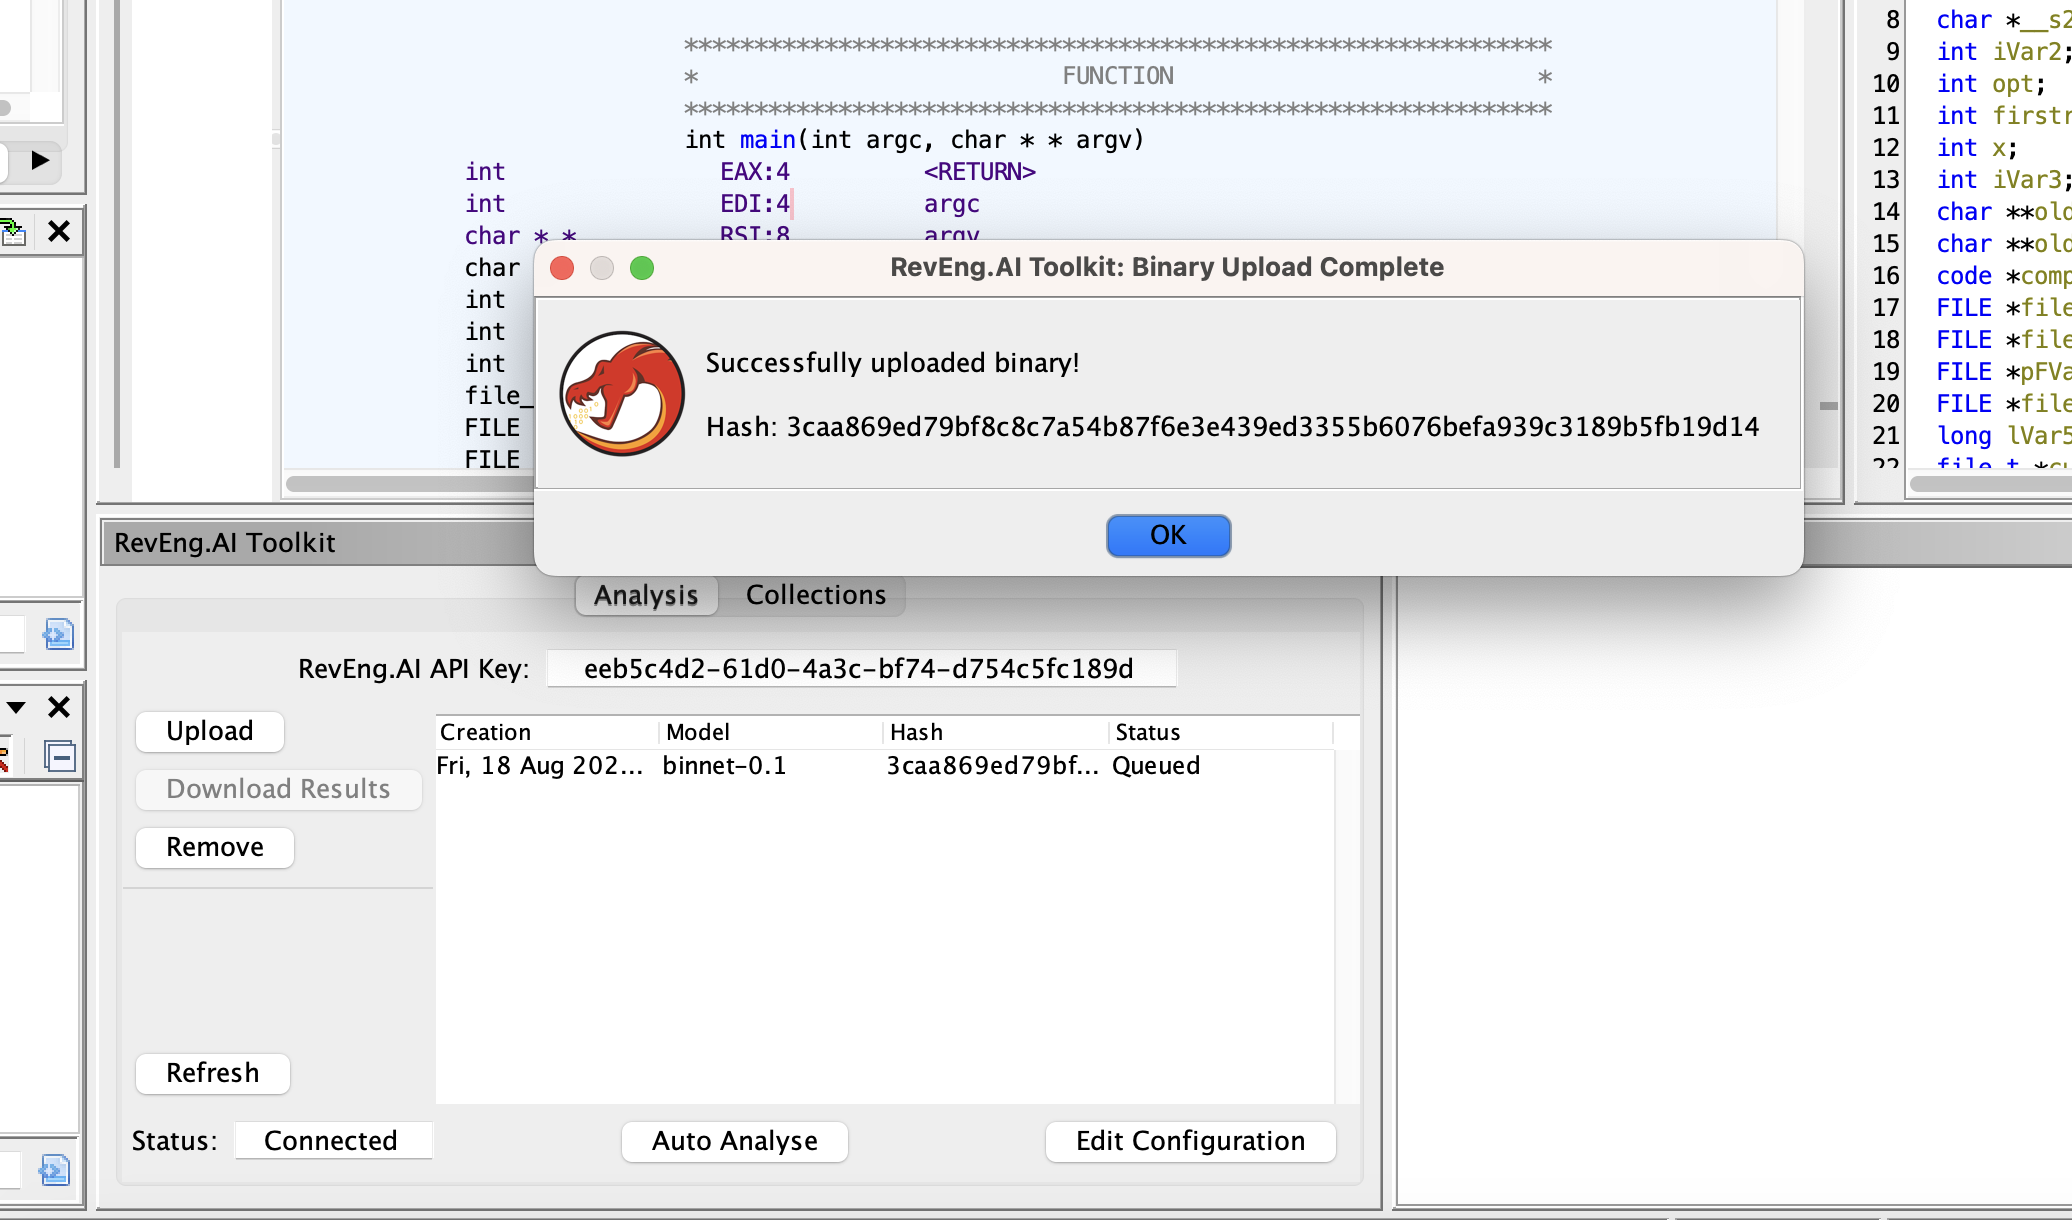 *******************************************************************
* FUNCTION *
*******************************************************************
int main(int argc, char * * argv)
int EAX:4 <RETURN>
int EDI:4 argc
char * * RSI:8 argv
char
int
int
int
file_
FILE
FILE
8 char *__s2
9 int iVar2;
10 int opt;
11 int firstr
12 int x;
13 int iVar3;
14 char **old
15 char **old
16 code *comp
17 FILE *file
18 FILE *file
19 FILE *pFVa
20 FILE *file
21 long lVar5
22 file_t *cu
RevEng.AI Toolkit: Binary Upload Complete
Successfully uploaded binary!
Hash: 3caa869ed79bf8c8c7a54b87f6e3e439ed3355b6076befa939c3189b5fb19d14
OK
RevEng.AI Toolkit
Analysis Collections
RevEng.AI API Key: eeb5c4d2-61d0-4a3c-bf74-d754c5fc189d
Upload
Download Results
Remove
Refresh
Creation Model Hash Status
Fri, 18 Aug 202... binnet-0.1 3caa869ed79bf... Queued
Status: Connected
Auto Analyse
Edit Configuration